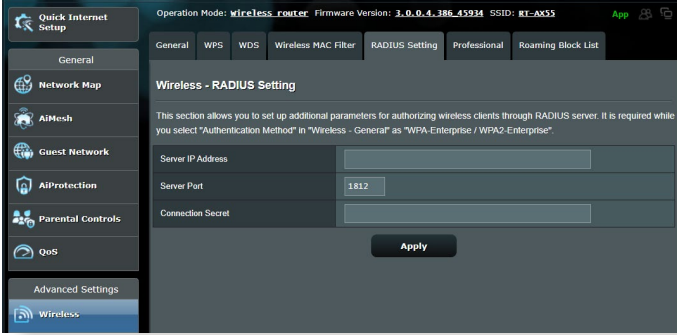 Quick Internet
Setup
Operation Mode: Wireless router Firmware Version: 3.0.0.4.386_45934 SSID: RT-AX55 App
General WPS WDS Wireless MAC Filter RADIUS Setting Professional Roaming Block List
General
Network Map
AiMesh
Guest Network
AiProtection
Parental Controls
QoS
Advanced Settings
Wireless
Wireless - RADIUS Setting
This section allows you to set up additional parameters for authorizing wireless clients through RADIUS server. It is required while
you select "Authentication Method" in "Wireless - General" as "WPA-Enterprise / WPA2-Enterprise".
Server IP Address
Server Port 1812
Connection Secret
Apply